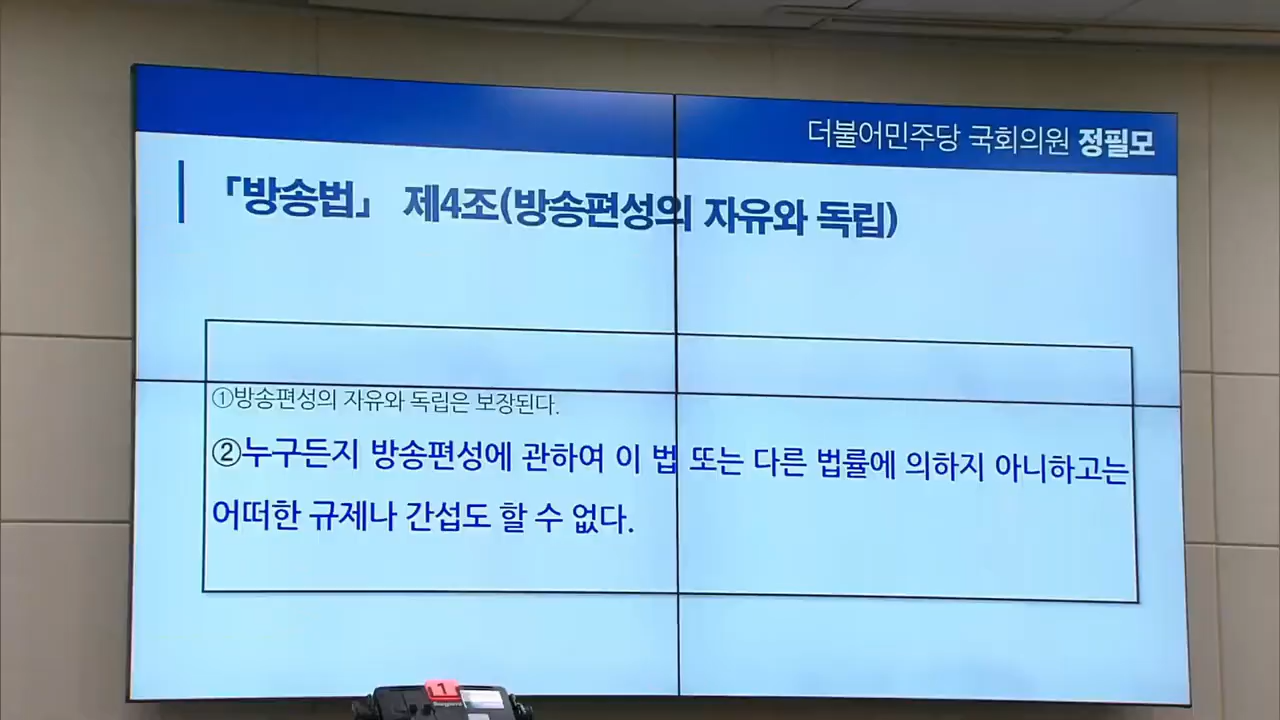 더불어민주당 국회의원 정필모
「방송법」 제4조(방송편성의 자유와 독립)
①방송편성의 자유와 독립은 보장된다.
②누구든지 방송편성에 관하여 이 법 또는 다른 법률에 의하지 아니하고는
어떠한 규제나 간섭도 할 수 없다.
1